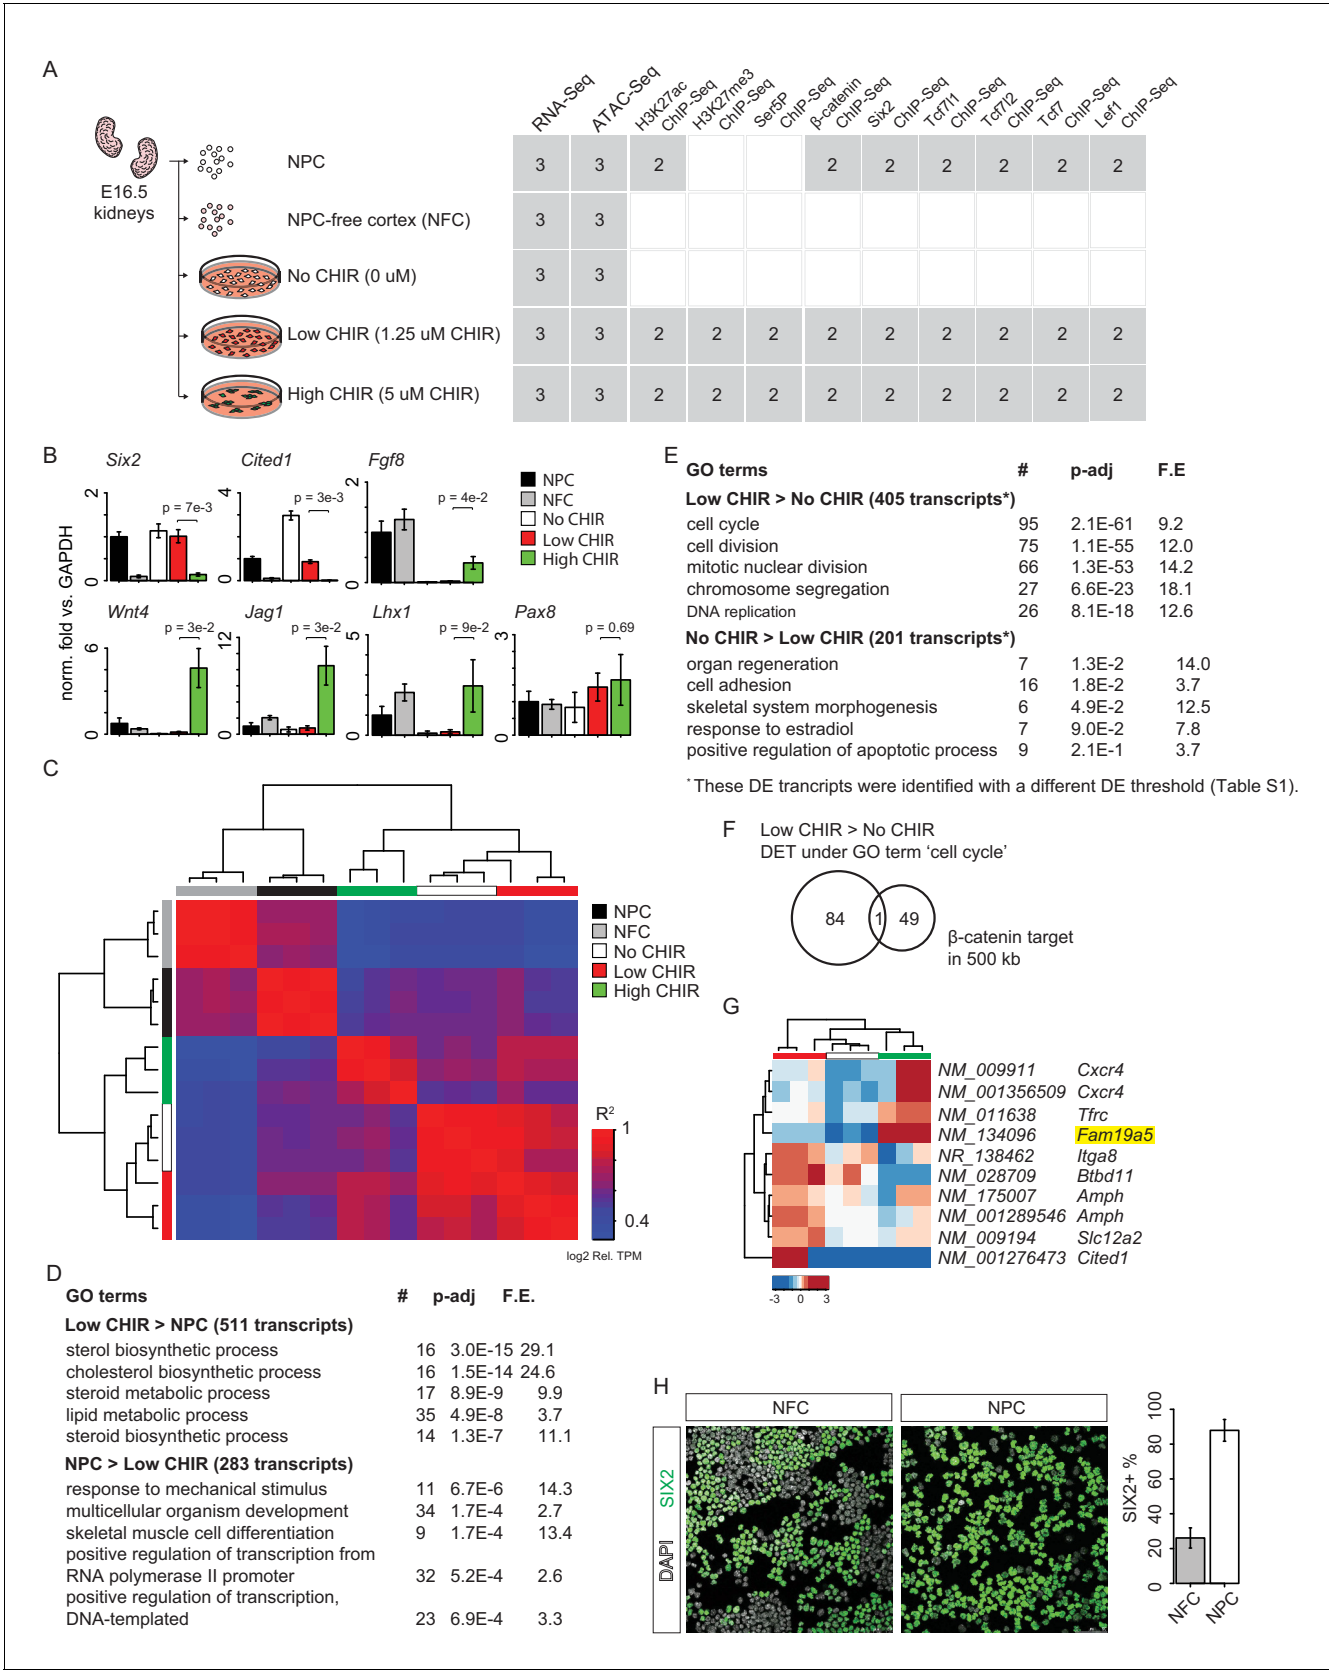 A
RNA-Seq
ATAC-Seq
H3K27ac
ChIP-Seq
H3K27me3
ChIP-Seq
Ser5P
ChIP-Seq
β-catenin
ChIP-Seq
Six2
ChIP-Seq
Tcf7l1
ChIP-Seq
Tcf7l2
ChIP-Seq
Tcf7
ChIP-Seq
Lef1
ChIP-Seq
E16.5
kidneys
NPC 3 3 2 2 2 2 2 2 2
NPC-free cortex (NFC) 3 3
No CHIR (0 uM) 3 3
Low CHIR (1.25 uM CHIR) 3 3 2 2 2 2 2 2 2 2 2
High CHIR (5 uM CHIR) 3 3 2 2 2 2 2 2 2 2 2
B
norm. fold vs. GAPDH
Six2
2
0
p = 7e-3
Cited1
4
0
p = 3e-3
Fgf8
2
0
p = 4e-2
NPC
NFC
No CHIR
Low CHIR
High CHIR
Wnt4
6
0
p = 3e-2
Jag1
12
0
p = 3e-2
Lhx1
5
0
p = 9e-2
Pax8
3
0
p = 0.69
C
NPC
NFC
No CHIR
Low CHIR
High CHIR
R2
1
0.4
log2 Rel. TPM
D
GO terms # p-adj F.E.
Low CHIR > NPC (511 transcripts)
sterol biosynthetic process 16 3.0E-15 29.1
cholesterol biosynthetic process 16 1.5E-14 24.6
steroid metabolic process 17 8.9E-9 9.9
lipid metabolic process 35 4.9E-8 3.7
steroid biosynthetic process 14 1.3E-7 11.1
NPC > Low CHIR (283 transcripts)
response to mechanical stimulus 11 6.7E-6 14.3
multicellular organism development 34 1.7E-4 2.7
skeletal muscle cell differentiation 9 1.7E-4 13.4
positive regulation of transcription from
RNA polymerase II promoter 32 5.2E-4 2.6
positive regulation of transcription,
DNA-templated 23 6.9E-4 3.3
E
GO terms # p-adj F.E
Low CHIR > No CHIR (405 transcripts*)
cell cycle 95 2.1E-61 9.2
cell division 75 1.1E-55 12.0
mitotic nuclear division 66 1.3E-53 14.2
chromosome segregation 27 6.6E-23 18.1
DNA replication 26 8.1E-18 12.6
No CHIR > Low CHIR (201 transcripts*)
organ regeneration 7 1.3E-2 14.0
cell adhesion 16 1.8E-2 3.7
skeletal system morphogenesis 6 4.9E-2 12.5
response to estradiol 7 9.0E-2 7.8
positive regulation of apoptotic process 9 2.1E-1 3.7
* These DE trancripts were identified with a different DE threshold (Table S1).
F
Low CHIR > No CHIR
DET under GO term ‘cell cycle’
84 1 49
β-catenin target
in 500 kb
G
NM_009911 Cxcr4
NM_001356509 Cxcr4
NM_011638 Tfrc
NM_134096 Fam19a5
NR_138462 Itga8
NM_028709 Btbd11
NM_175007 Amph
NM_001289546 Amph
NM_009194 Slc12a2
NM_001276473 Cited1
-3 0 3
H
NFC NPC
SIX2
DAPI
SIX2+ %
100
80
60
40
20
0
NFC
NPC